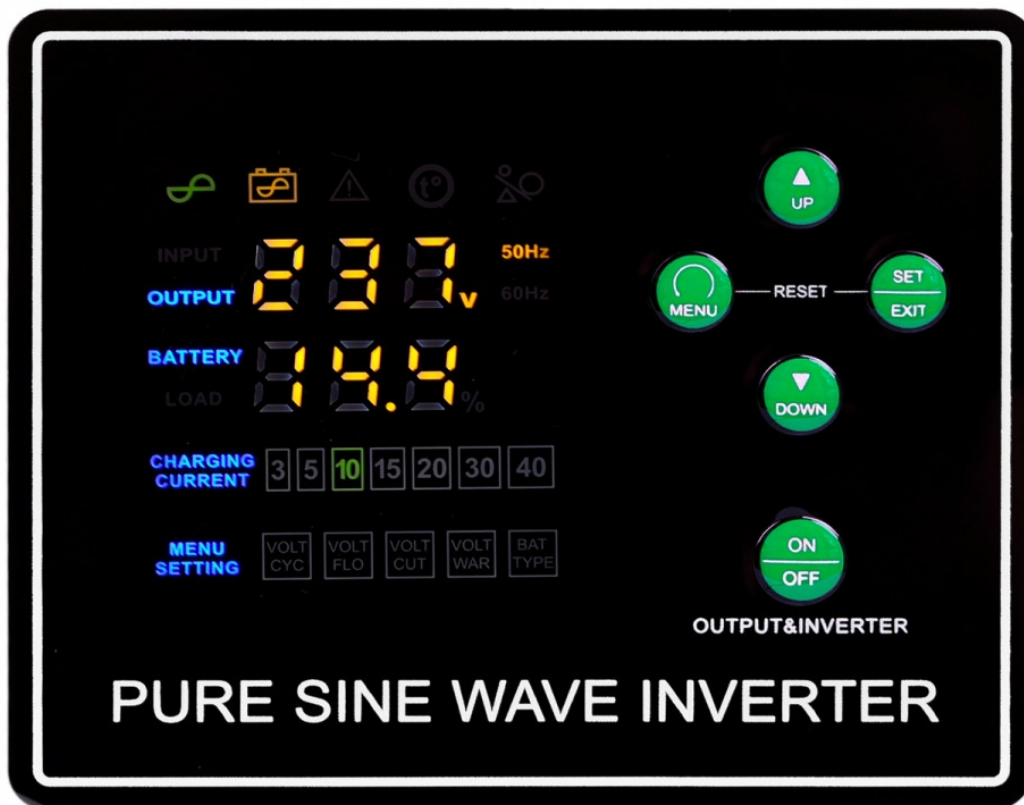 t°
INPUT
237v
50Hz
OUTPUT
60Hz
BATTERY
14.4
LOAD
%
CHARGING
CURRENT
3 5 10 15 20 30 40
MENU
SETTING
VOLT
CYC
VOLT
FLO
VOLT
CUT
VOLT
WAR
BAT
TYPE
UP
MENU
RESET
SET
EXIT
DOWN
ON
OFF
OUTPUT&INVERTER
PURE SINE WAVE INVERTER